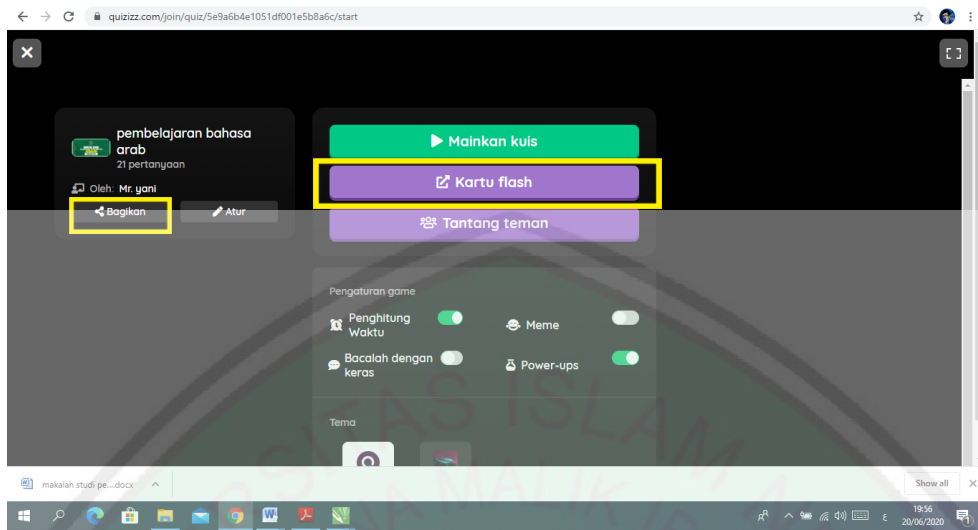 quizizz.com/join/quiz/5e9a6b4e1051df001e5b8a6c/start
pembelajaran bahasa
arab
21 pertanyaan
Oleh: Mr. yani
Bagikan
Atur
Mainkan kuis
Kartu flash
Tantang teman
Pengaturan game
Penghitung
Waktu
Meme
Bacalah dengan
keras
Power-ups
Tema
SITAS ISLAM
makalah studi pe....docx
Show all
19:56
20/06/2020